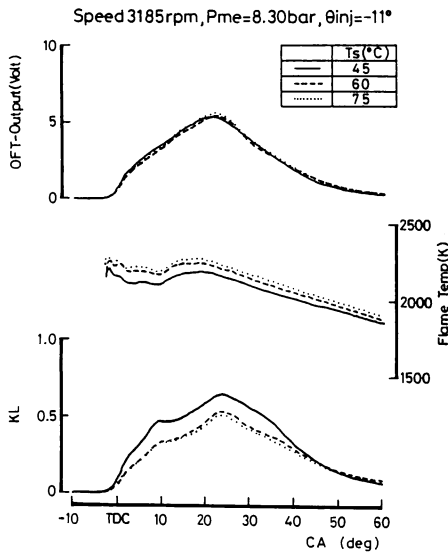 Speed 3185rpm, Pme=8.30bar, θinj=-11°
Ts(°C)
45
60
75
OFT-Output(Volt)
10
5
0
2500
2000
1500
Flame Temp(K)
KL
1.0
0.5
0
-10 TDC 10 20 30 40 50 60
CA (deg)